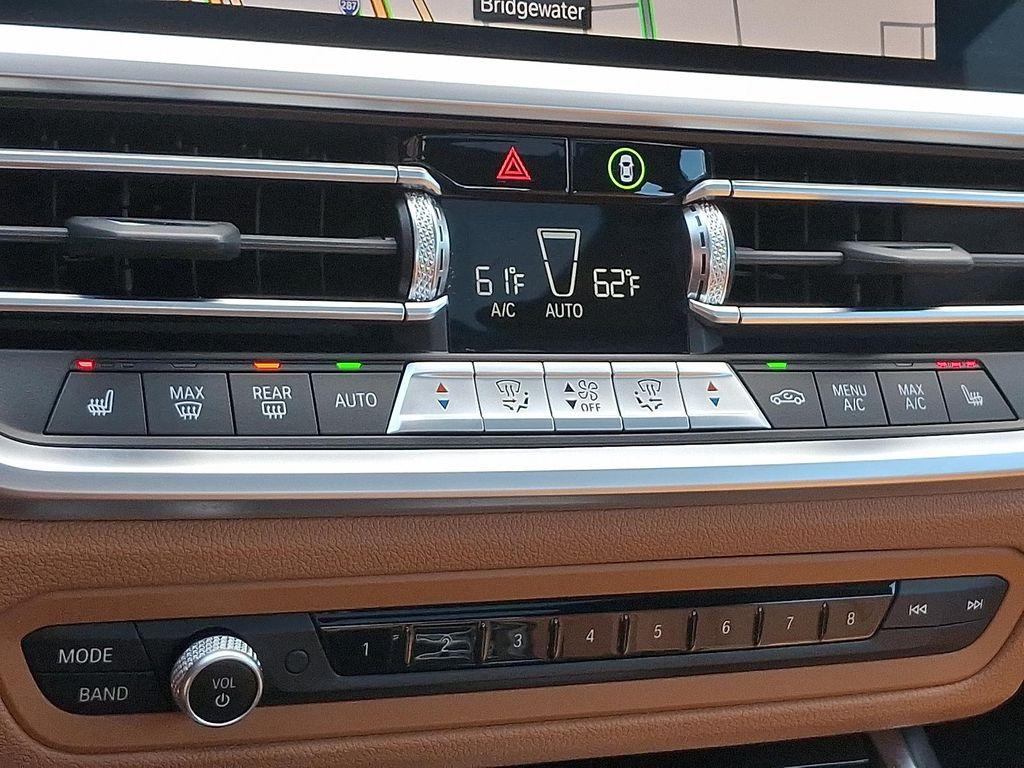 287
Bridgewater
61°F
62°F
A/C
AUTO
MAX
REAR
AUTO
OFF
MENU
A/C
MAX
A/C
MODE
BAND
VOL
1
2
3
4
5
6
7
8